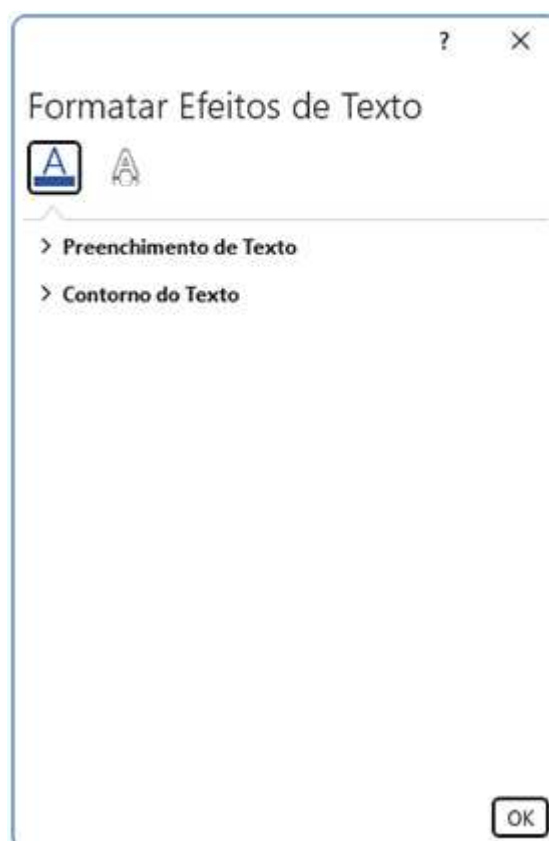 ?
Formatar Efeitos de Texto
A A
> Preenchimento de Texto
> Contorno do Texto
OK